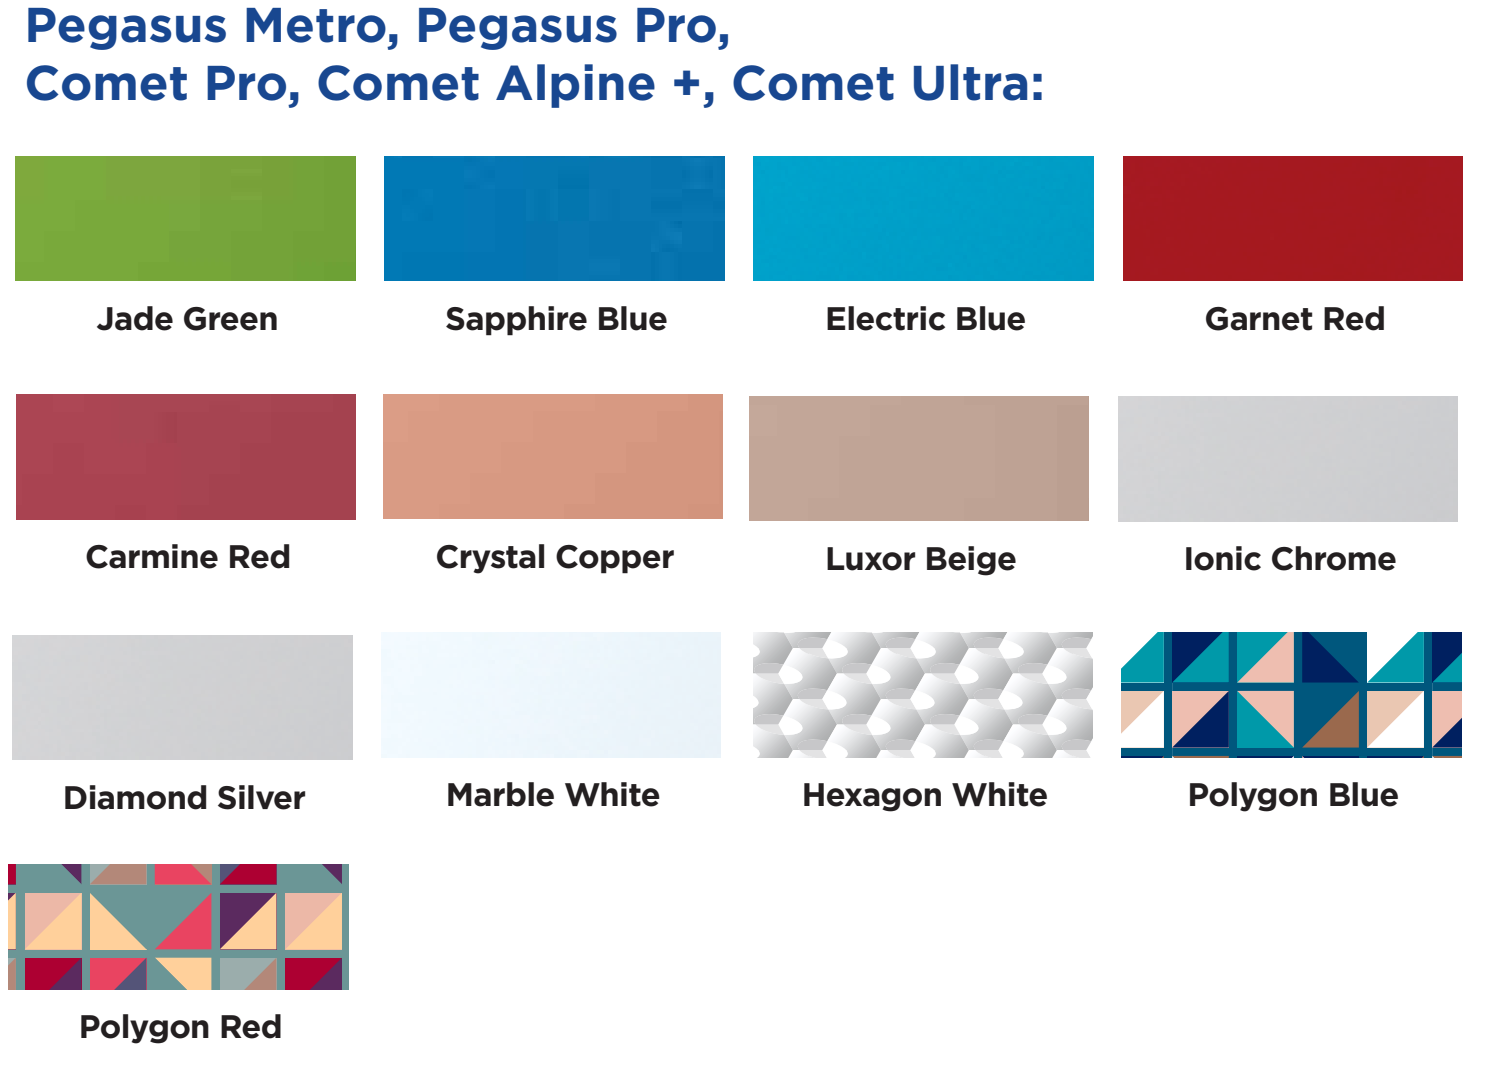 Pegasus Metro, Pegasus Pro,
Comet Pro, Comet Alpine +, Comet Ultra:
Jade Green
Sapphire Blue
Electric Blue
Garnet Red
Carmine Red
Crystal Copper
Luxor Beige
Ionic Chrome
Diamond Silver
Marble White
Hexagon White
Polygon Blue
Polygon Red